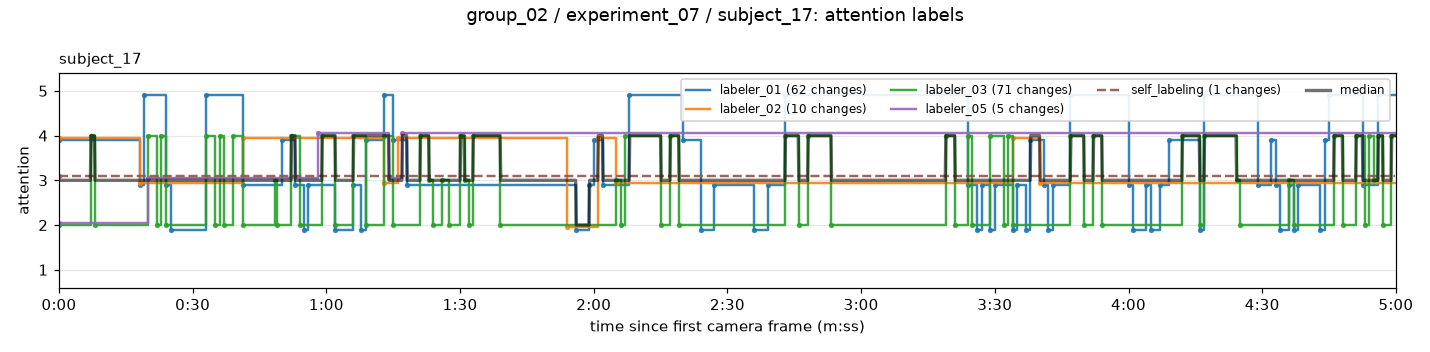 group_02 / experiment_07 / subject_17: attention labels
subject_17
labeler_01 (62 changes)
labeler_02 (10 changes)
labeler_03 (71 changes)
labeler_05 (5 changes)
self_labeling (1 changes)
median
attention
5
4
3
2
1
0:00 0:30 1:00 1:30 2:00 2:30 3:00 3:30 4:00 4:30 5:00
time since first camera frame (m:ss)